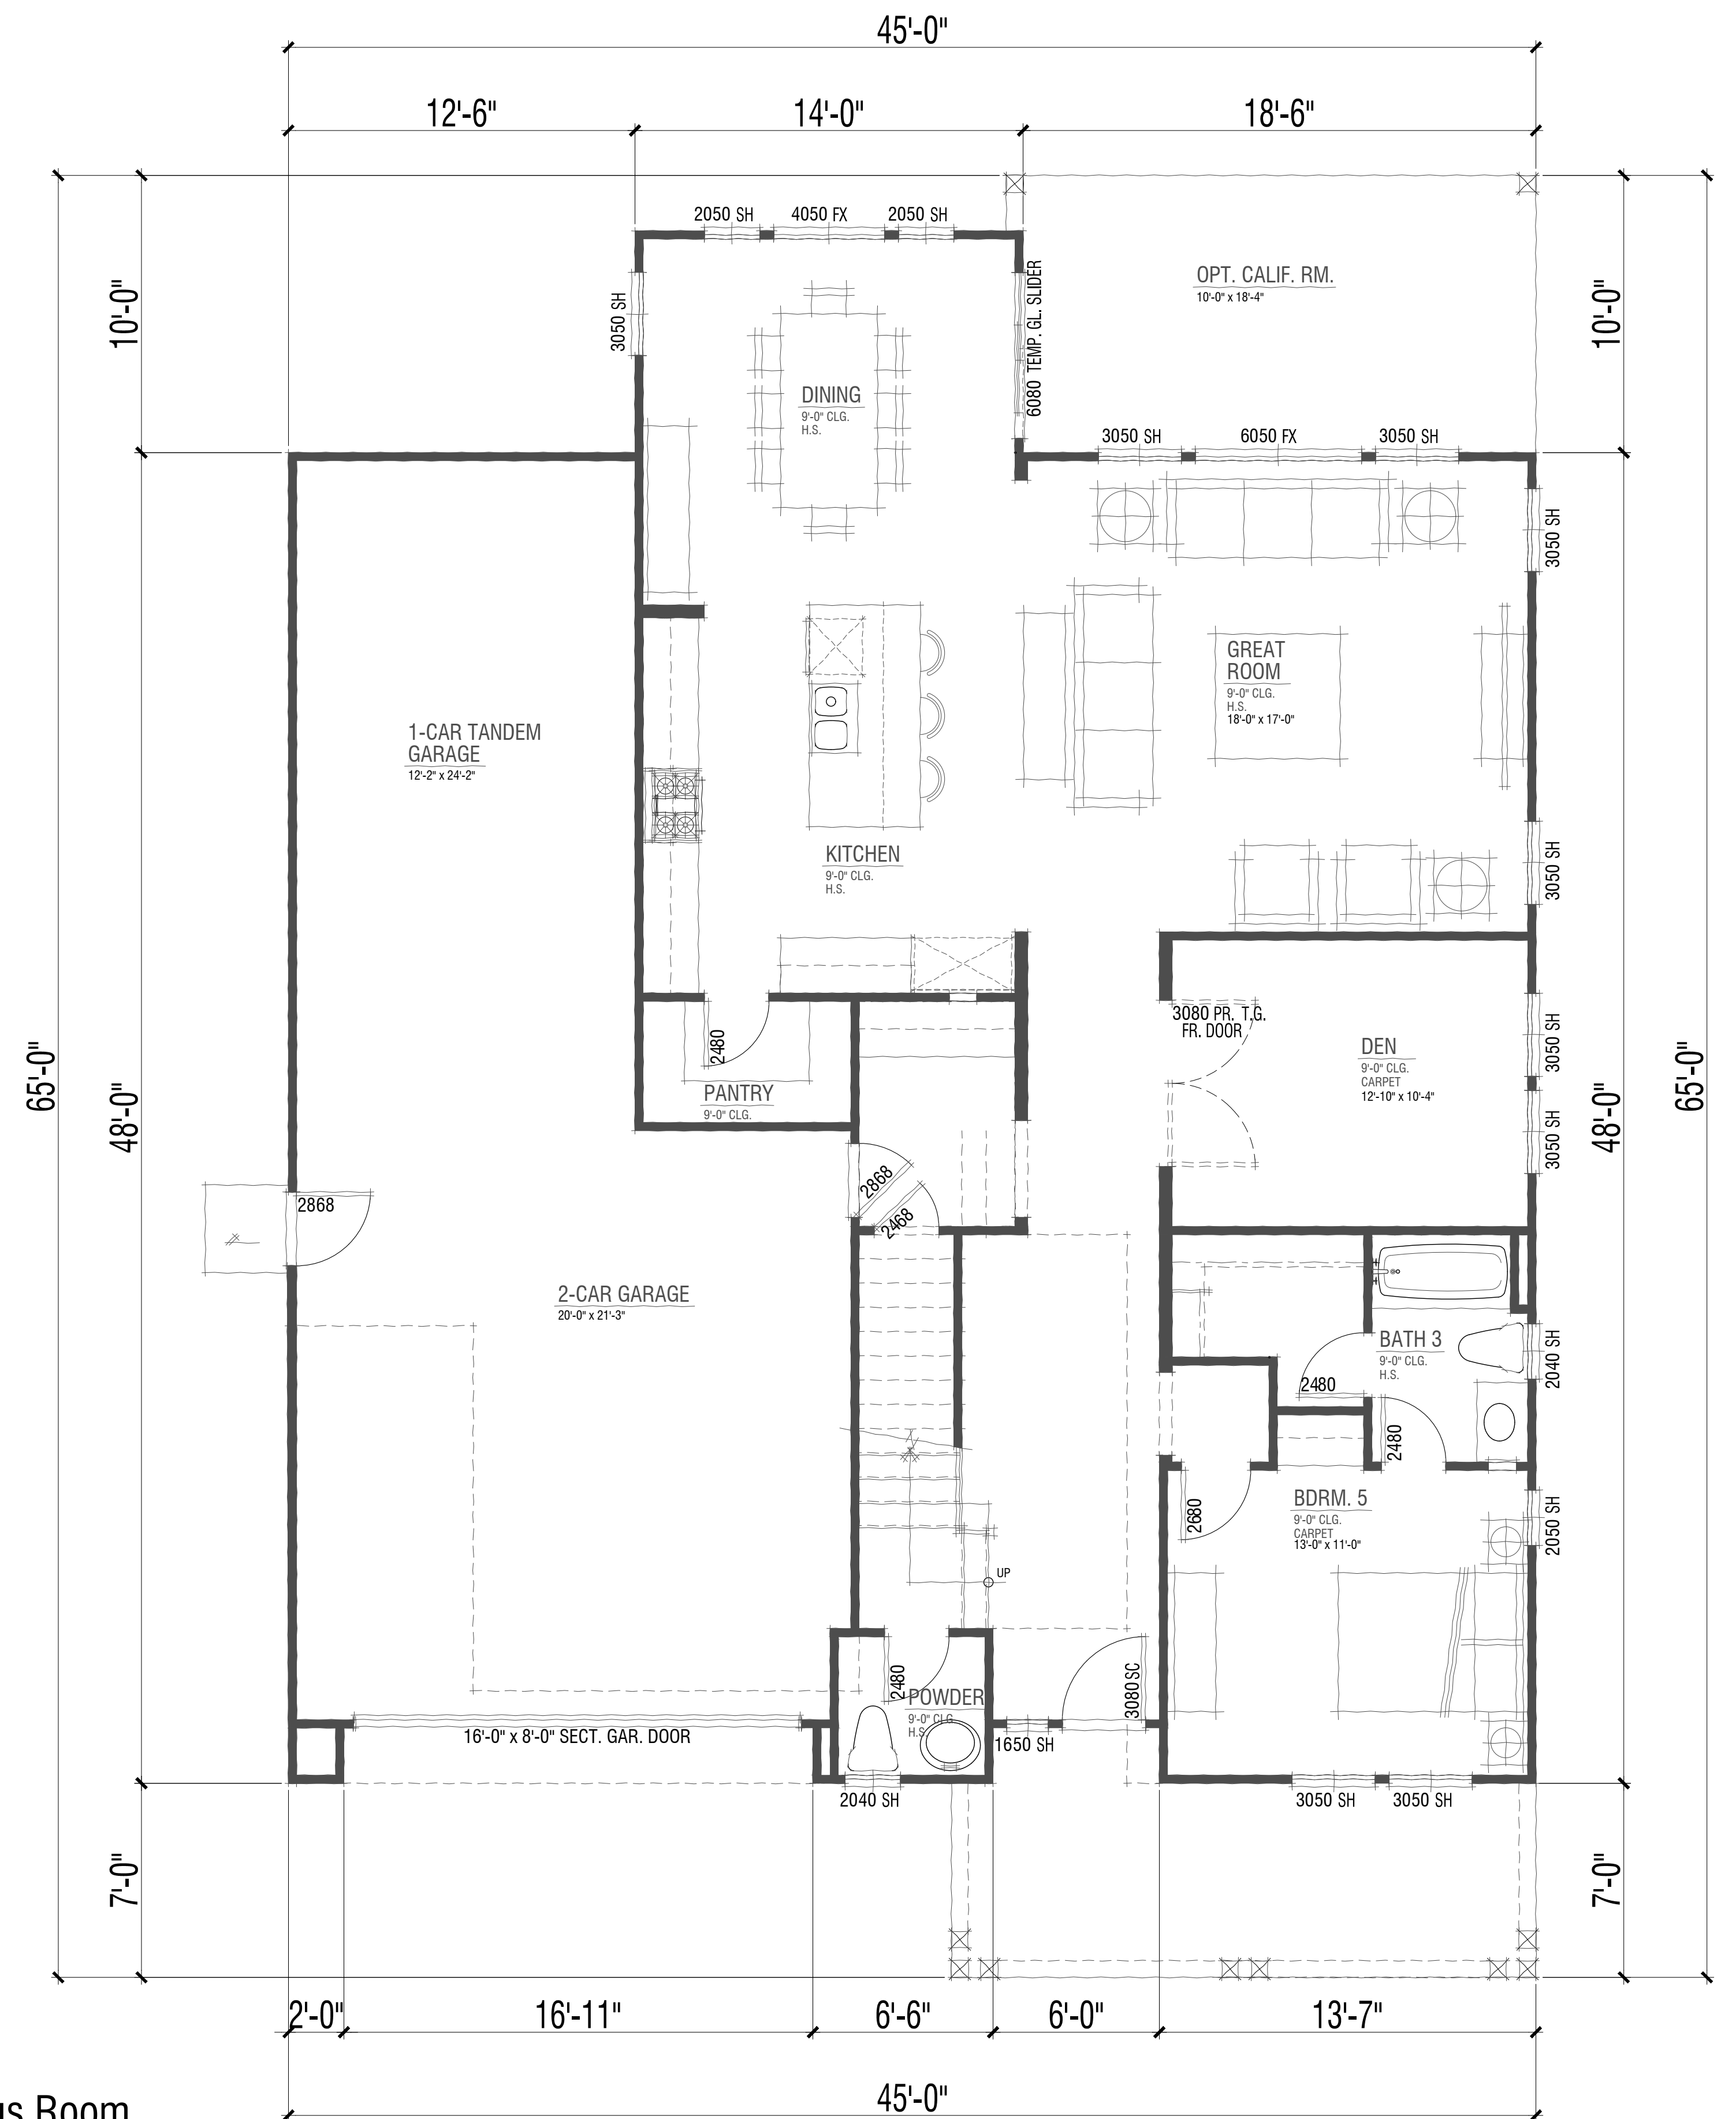 45'-0"
12'-6"
14'-0"
18'-6"
2050 SH
4050 FX
2050 SH
OPT. CALIF. RM.
10'-0" x 18'-4"
10'-0"
3050 SH
6080 TEMP. GL. SLIDER
10'-0"
DINING
9'-0" CLG.
H.S.
3050 SH
6050 FX
3050 SH
3050 SH
GREAT
ROOM
9'-0" CLG.
H.S.
18'-0" x 17'-0"
1-CAR TANDEM
GARAGE
12'-2" x 24'-2"
KITCHEN
9'-0" CLG.
H.S.
3050 SH
3080 PR. T.G.
FR. DOOR
2480
DEN
9'-0" CLG.
CARPET
12'-10" x 10'-4"
3050 SH
3050 SH
PANTRY
9'-0" CLG.
65'-0"
48'-0"
48'-0"
65'-0"
2868
2868
2468
2-CAR GARAGE
20'-0" x 21'-3"
BATH 3
9'-0" CLG.
H.S.
2040 SH
2480
2480
BDRM. 5
9'-0" CLG.
CARPET
13'-0" x 11'-0"
2680
2050 SH
UP
2480
POWDER
9'-0" CLG.
H.S.
3080 SC
16'-0" x 8'-0" SECT. GAR. DOOR
1650 SH
2040 SH
3050 SH
3050 SH
7'-0"
7'-0"
2'-0"
16'-11"
6'-6"
6'-0"
13'-7"
45'-0"
us Room